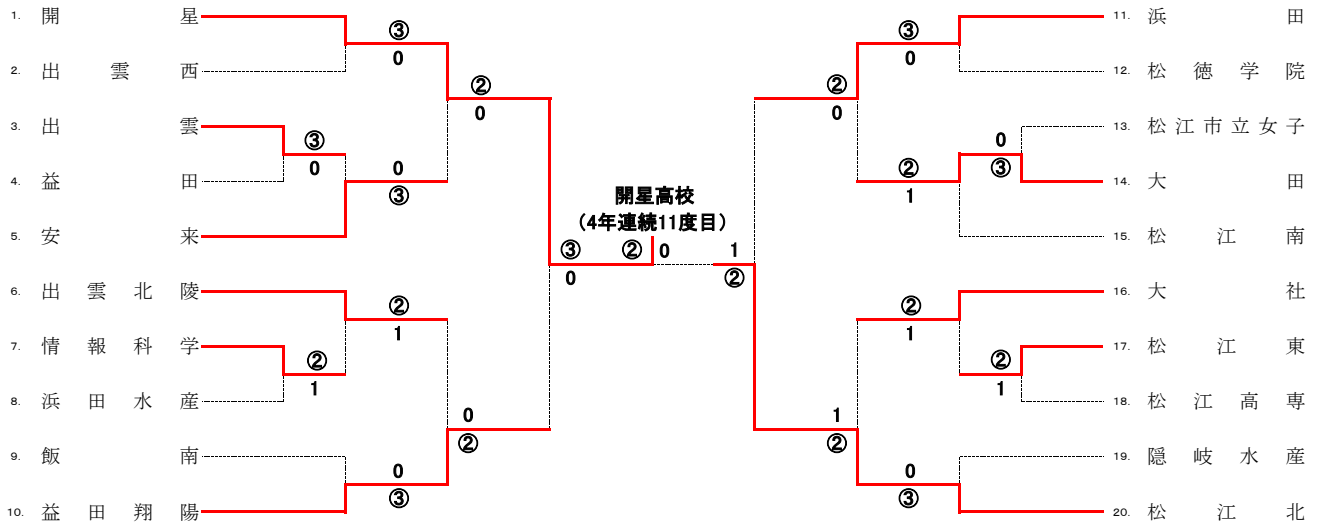 1. 開星
③
0
2. 出雲西
②
0
3. 出雲
③
0
4. 益田
0
③
5. 安来
6. 出雲北陵
②
1
7. 情報科学
②
1
8. 浜田水産
0
②
9. 飯南
0
③
10. 益田翔陽
開星高校
（4年連続11度目）
③ ② 0 1
0 ②
11. 浜田
③
0
12. 松徳学院
②
0
13. 松江市立女子
0
③
14. 大田
②
1
15. 松江南
16. 大社
②
1
17. 松江東
②
1
18. 松江高専
1
②
19. 隠岐水産
0
③
20. 松江北